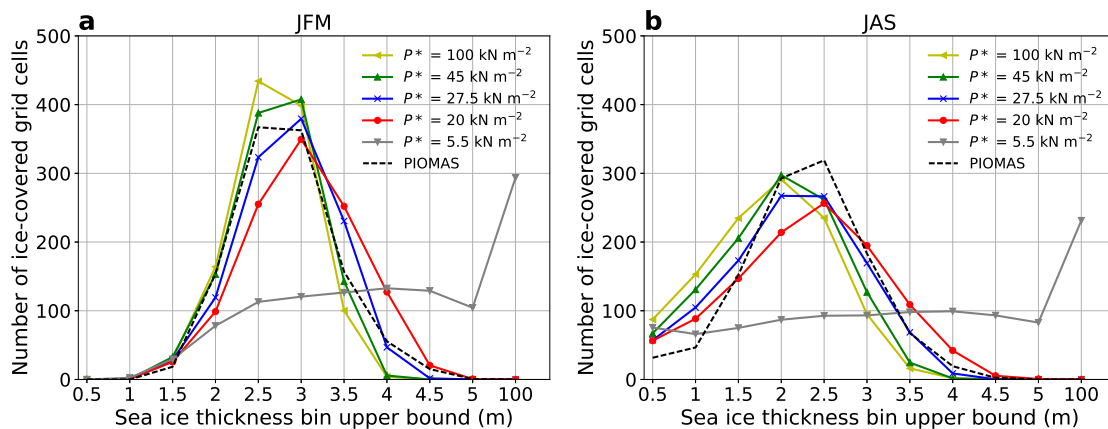 a
JFM
Number of ice-covered grid cells
500
400
300
200
100
0
P* = 100 kN m⁻²
P* = 45 kN m⁻²
P* = 27.5 kN m⁻²
P* = 20 kN m⁻²
P* = 5.5 kN m⁻²
PIOMAS
0.5 1 1.5 2 2.5 3 3.5 4 4.5 5 100
Sea ice thickness bin upper bound (m)
b
JAS
Number of ice-covered grid cells
500
400
300
200
100
0
P* = 100 kN m⁻²
P* = 45 kN m⁻²
P* = 27.5 kN m⁻²
P* = 20 kN m⁻²
P* = 5.5 kN m⁻²
PIOMAS
0.5 1 1.5 2 2.5 3 3.5 4 4.5 5 100
Sea ice thickness bin upper bound (m)